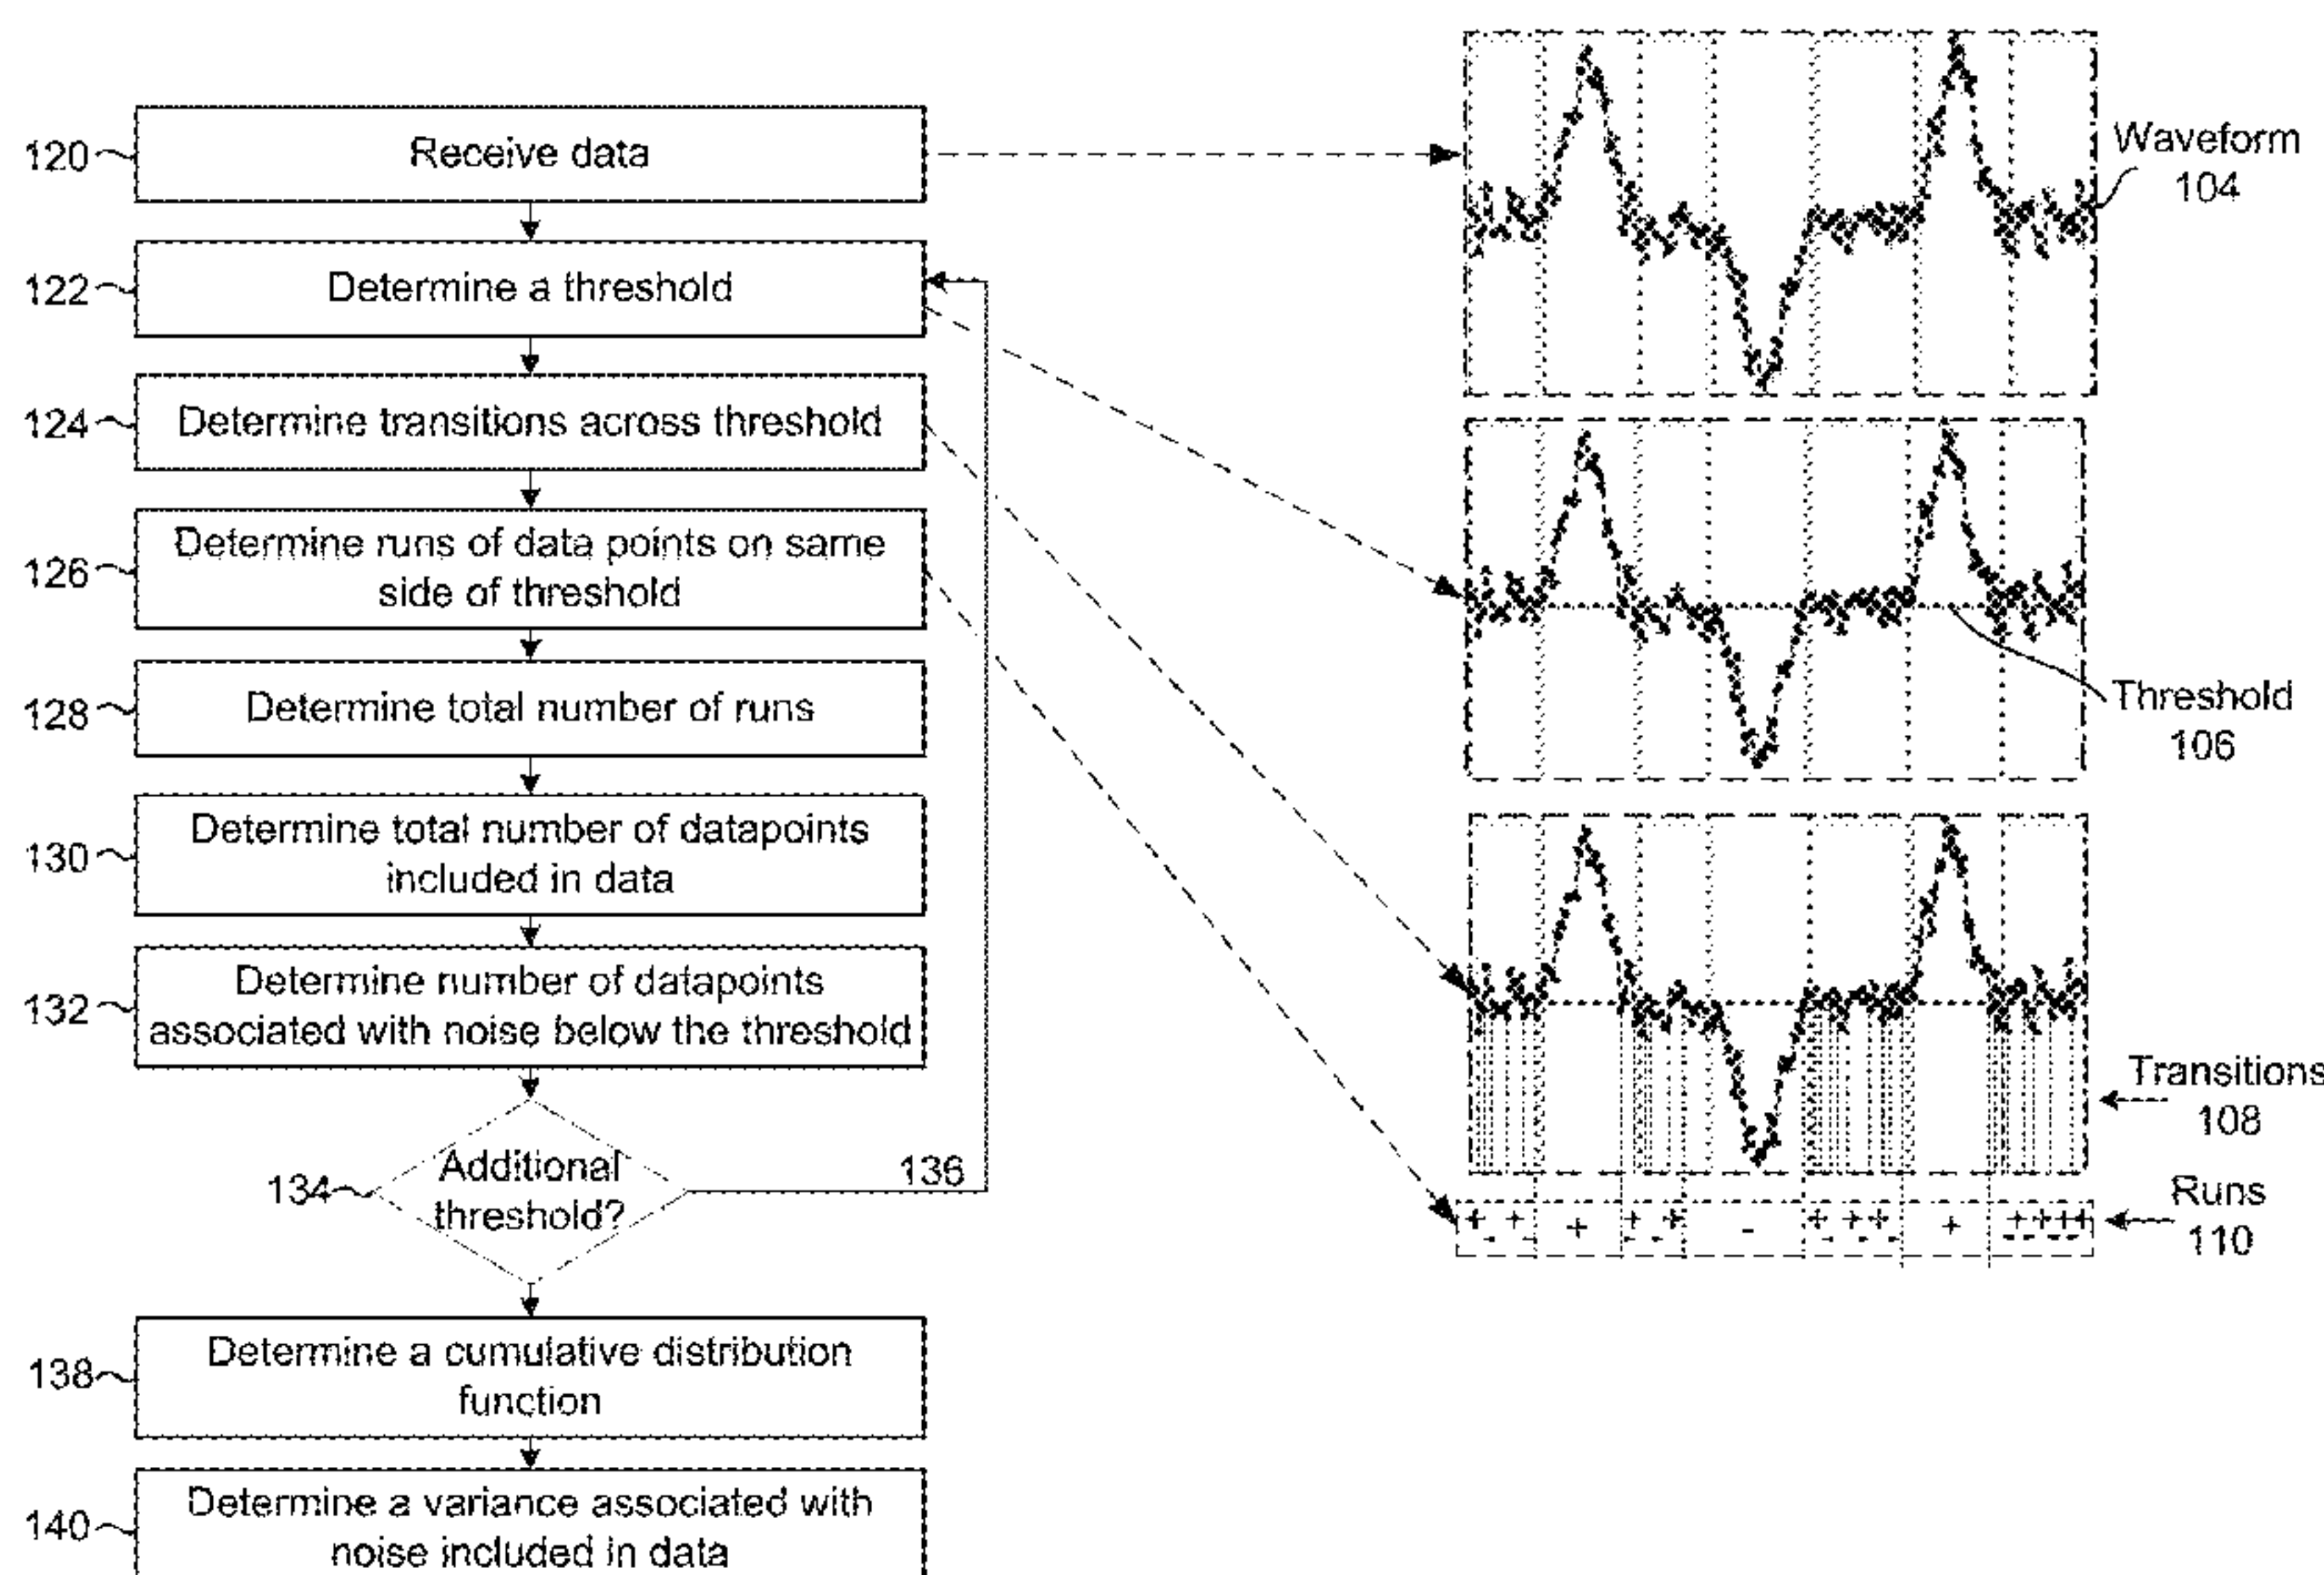 120
Receive data
122
Determine a threshold
124
Determine transitions across threshold
126
Determine runs of data points on same
side of threshold
128
Determine total number of runs
130
Determine total number of datapoints
included in data
132
Determine number of datapoints
associated with noise below the threshold
134
Additional
threshold?
136
138
Determine a cumulative distribution
function
140
Determine a variance associated with
noise included in data
Waveform
104
Threshold
106
Transitions
108
Runs
110
+ + + + + - + + + + + + + +
- - - - - - - - - - -